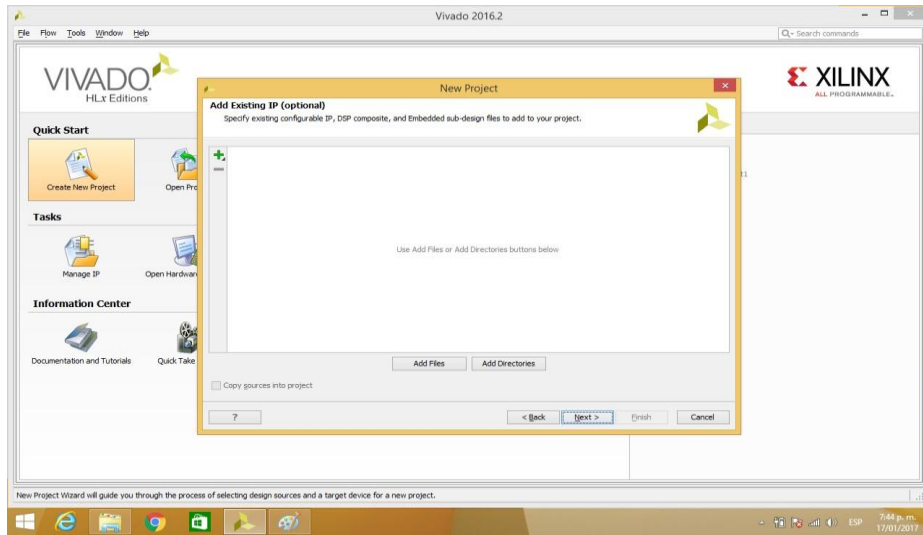 Vivado 2016.2
File Flow Tools Window Help
Search commands
VIVADO
HLx Editions
XILINX
ALL PROGRAMMABLE.
New Project
Add Existing IP (optional)
Specify existing configurable IP, DSP composite, and Embedded sub-design files to add to your project.
Quick Start
Create New Project
Open Pro
Use Add Files or Add Directories buttons below
Tasks
Manage IP
Open Hardwar
Information Center
Documentation and Tutorials
Quick Take
Add Files
Add Directories
Copy sources into project
?
< Back
Next >
Finish
Cancel
New Project Wizard will guide you through the process of selecting design sources and a target device for a new project.
ESP
7:44 p. m.
17/01/2017